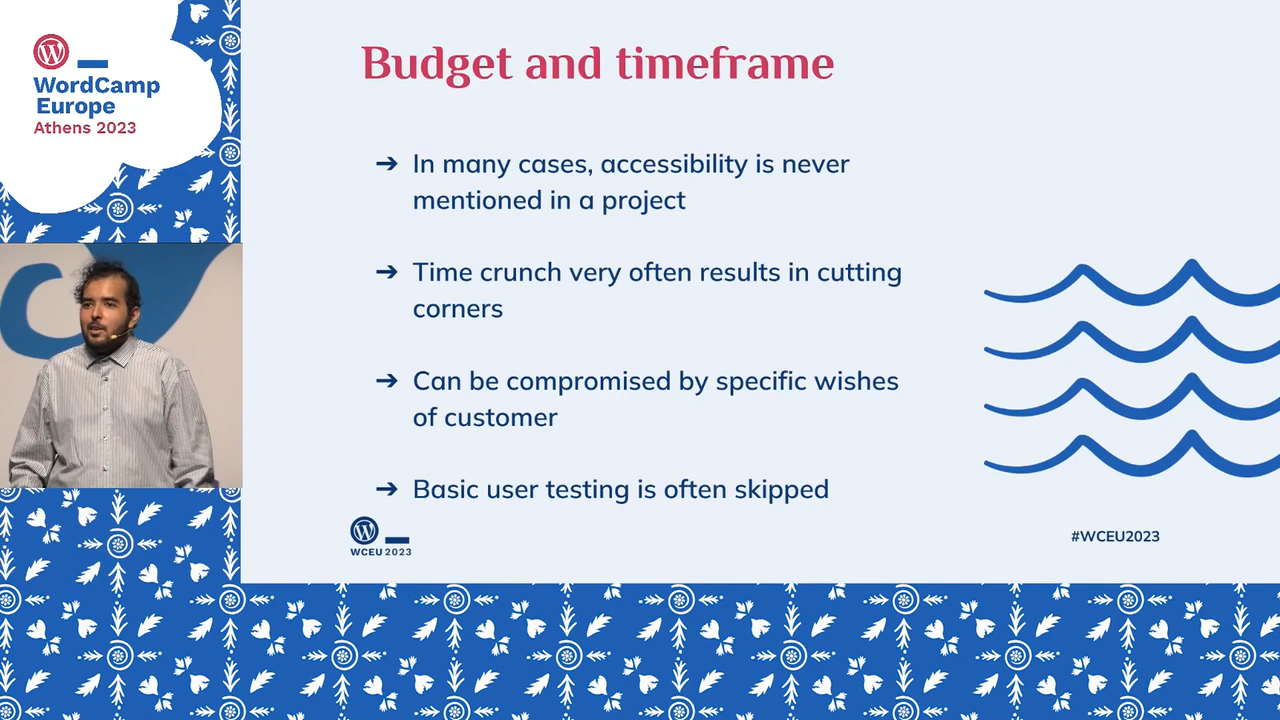 WordCamp
Europe
Athens 2023
Budget and timeframe
➔ In many cases, accessibility is never
mentioned in a project
➔ Time crunch very often results in cutting
corners
➔ Can be compromised by specific wishes
of customer
➔ Basic user testing is often skipped
WCEU 2023
#WCEU2023